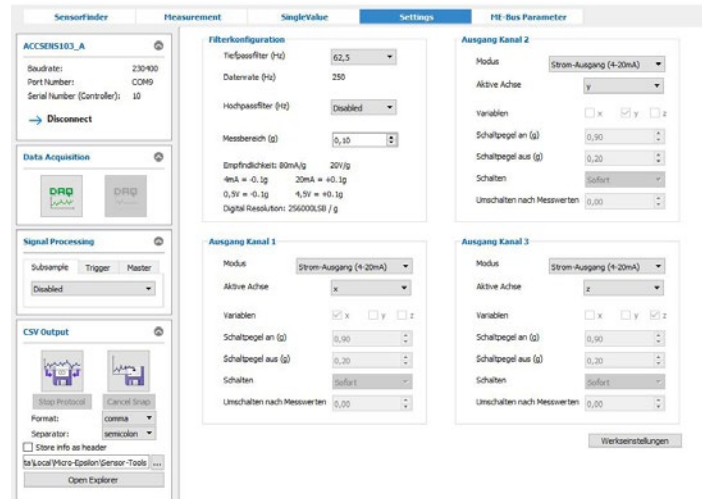 SensorFinder
Measurement
SingleValue
Settings
ME-Bus Parameter
ACCSENS103_A
Baudrate: 230400
Port Number: COM9
Serial Number (Controller): 10
Disconnect
Data Acquisition
DAQ
DAQ
Signal Processing
Subsample Trigger Master
Disabled
CSV Output
Stop Protocol
Cancel Snap
Format: comma
Separator: semicolon
Store info as header
ta\Local\Micro-Epsilon\Sensor-Tools ...
Open Explorer
Filterkonfiguration
Tiefpassfilter (Hz) 62,5
Datenrate (Hz) 250
Hochpassfilter (Hz) Disabled
Messbereich (g) 0,10
Empfindlichkeit: 80mA/g 20V/g
4mA = -0.1g 20mA = +0.1g
0,5V = -0.1g 4,5V = +0.1g
Digital Resolution: 256000LSB / g
Ausgang Kanal 2
Modus Strom-Ausgang (4-20mA)
Aktive Achse y
Variablen x y z
Schaltpegel an (g) 0,90
Schaltpegel aus (g) 0,20
Schalten Sofort
Umschalten nach Messwerten 0,00
Ausgang Kanal 1
Modus Strom-Ausgang (4-20mA)
Aktive Achse x
Variablen x y z
Schaltpegel an (g) 0,90
Schaltpegel aus (g) 0,20
Schalten Sofort
Umschalten nach Messwerten 0,00
Ausgang Kanal 3
Modus Strom-Ausgang (4-20mA)
Aktive Achse z
Variablen x y z
Schaltpegel an (g) 0,90
Schaltpegel aus (g) 0,20
Schalten Sofort
Umschalten nach Messwerten 0,00
Werkseinstellungen